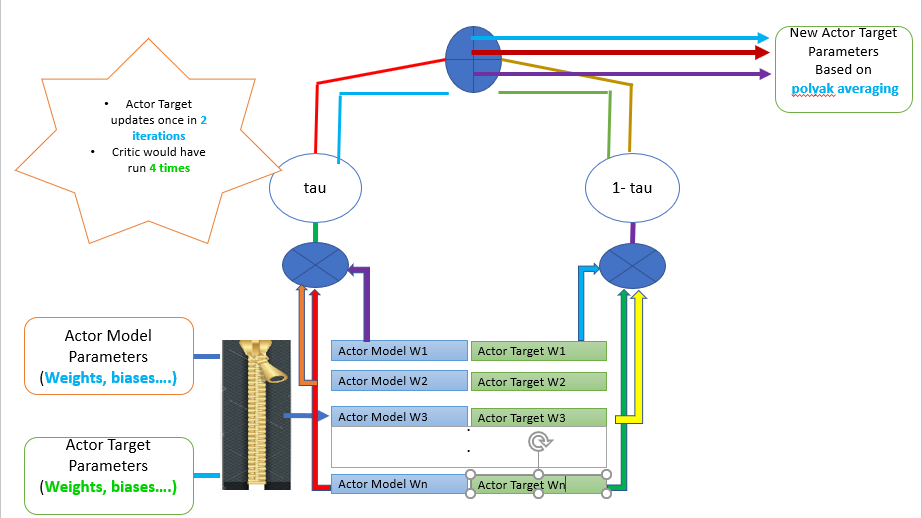 New Actor Target
Parameters
Based on
polyak averaging
• Actor Target
updates once in 2
iterations
• Critic would have
run 4 times
tau
1- tau
Actor Model
Parameters
(Weights, biases….)
Actor Target
Parameters
(Weights, biases….)
Actor Model W1
Actor Target W1
Actor Model W2
Actor Target W2
Actor Model W3
Actor Target W3
.
.
Actor Model Wn
Actor Target Wn